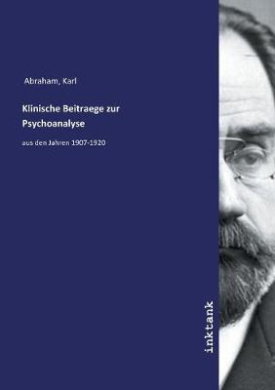 Abraham, Karl
Klinische Beitraege zur
Psychoanalyse
aus den Jahren 1907-1920
inktank